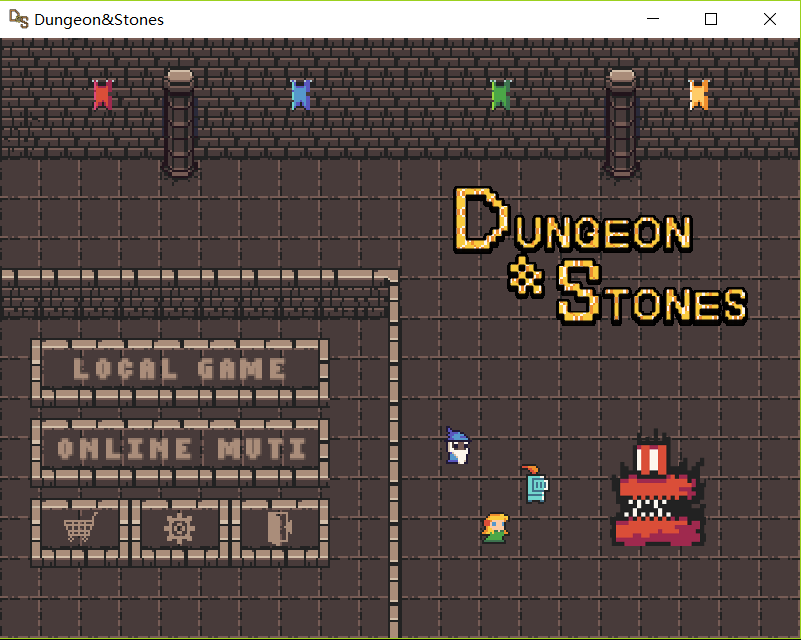 Dungeon&Stones
DUNGEON
& STONES
LOCAL GAME
ONLINE MUTI